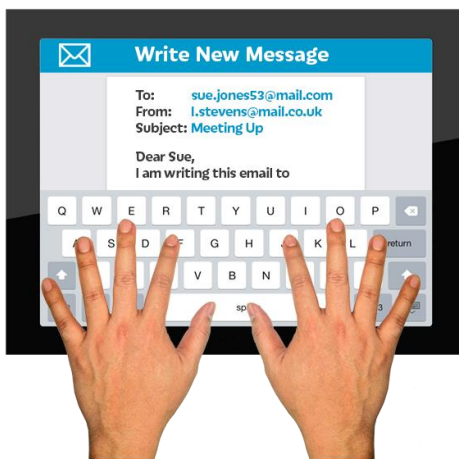 Write New Message
To: sue.jones53@mail.com
From: l.stevens@mail.co.uk
Subject: Meeting Up
Dear Sue,
I am writing this email to
Q W E R T Y U I O P
S D G H K L return
V B N